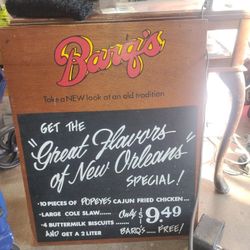 Barq's
Take a NEW look at an old tradition
GET THE
"Great Flavors
of New Orleans"
SPECIAL!
·10 PIECES OF POPEYES CAJUN FRIED CHICKEN...
·LARGE COLE SLAW... Only $9.49
·4 BUTTERMILK BISCUITS......
AND GET A 2 LITER BARQ'S FREE!